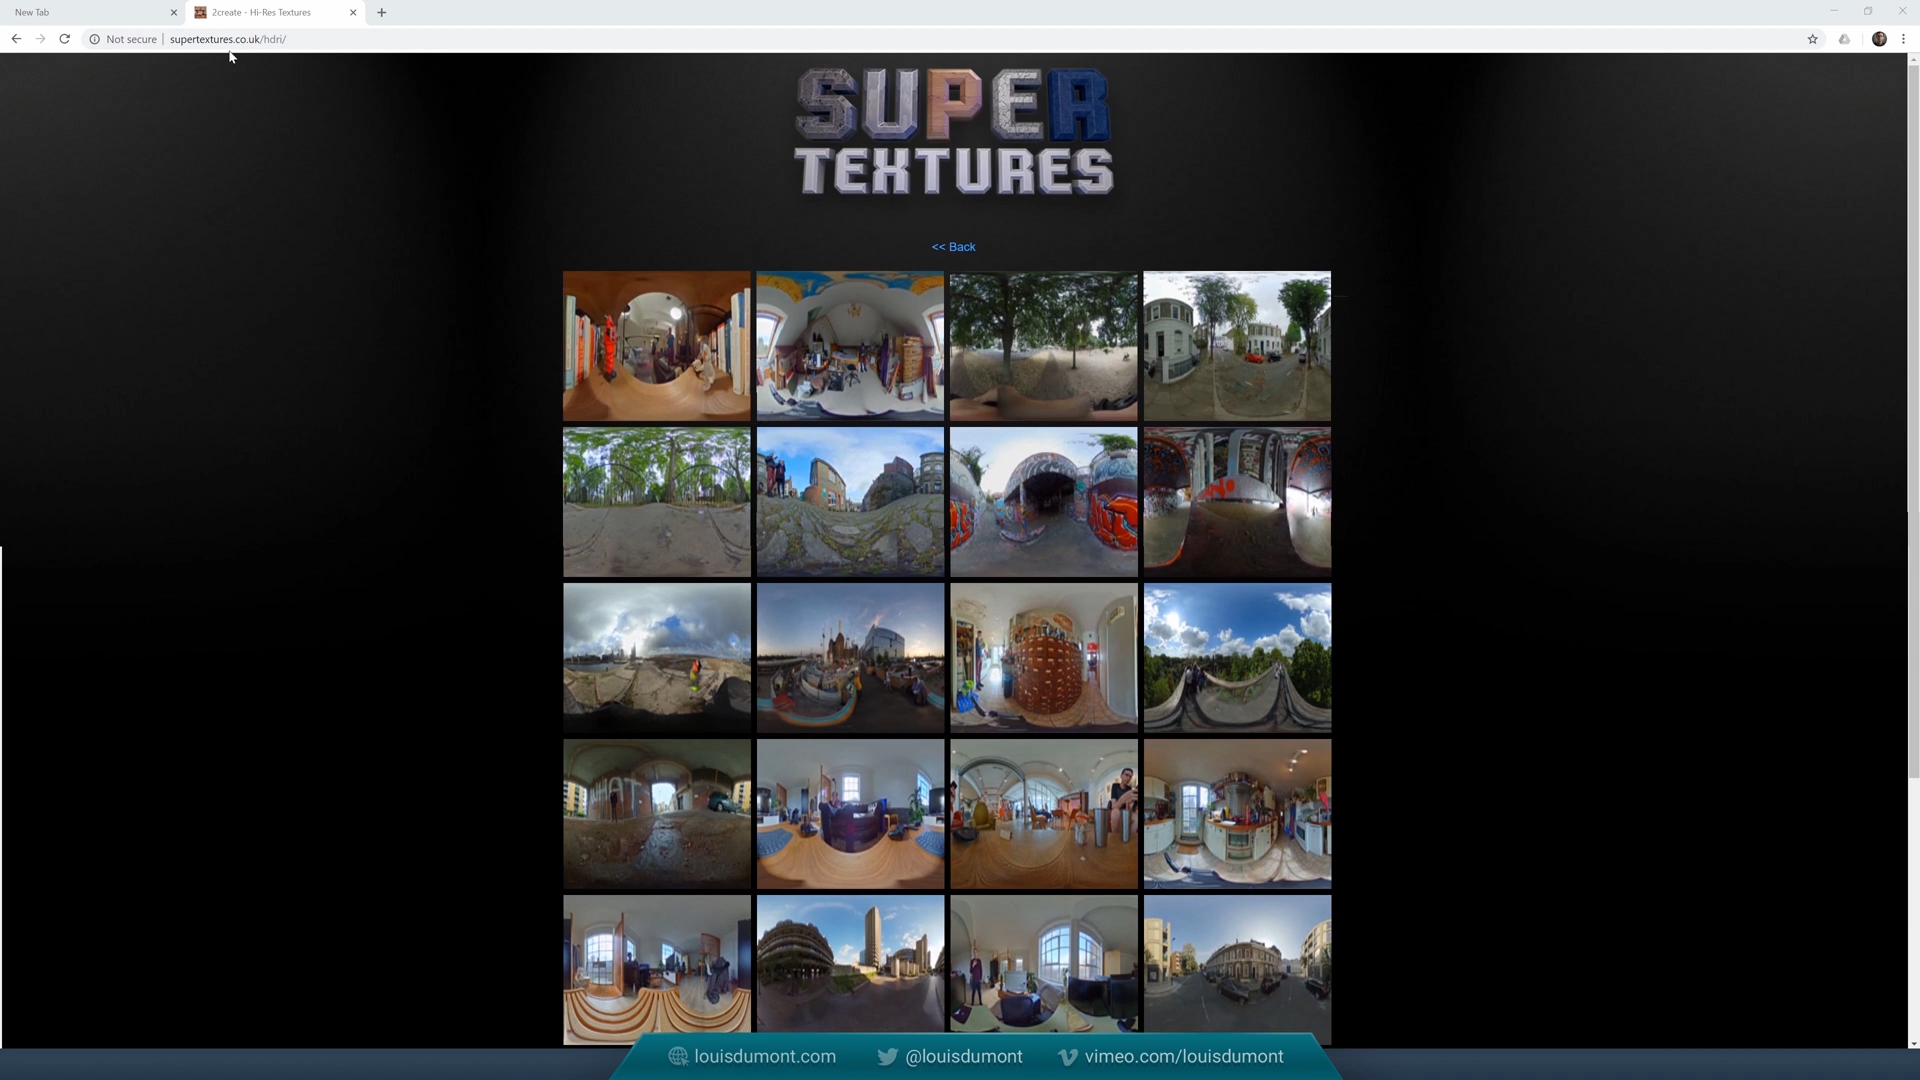 New Tab
2create - Hi-Res Textures
Not secure
supertextures.co.uk/hdri/
SUPER
TEXTURES
<< Back
louisdumont.com
@louisdumont
vimeo.com/louisdumont